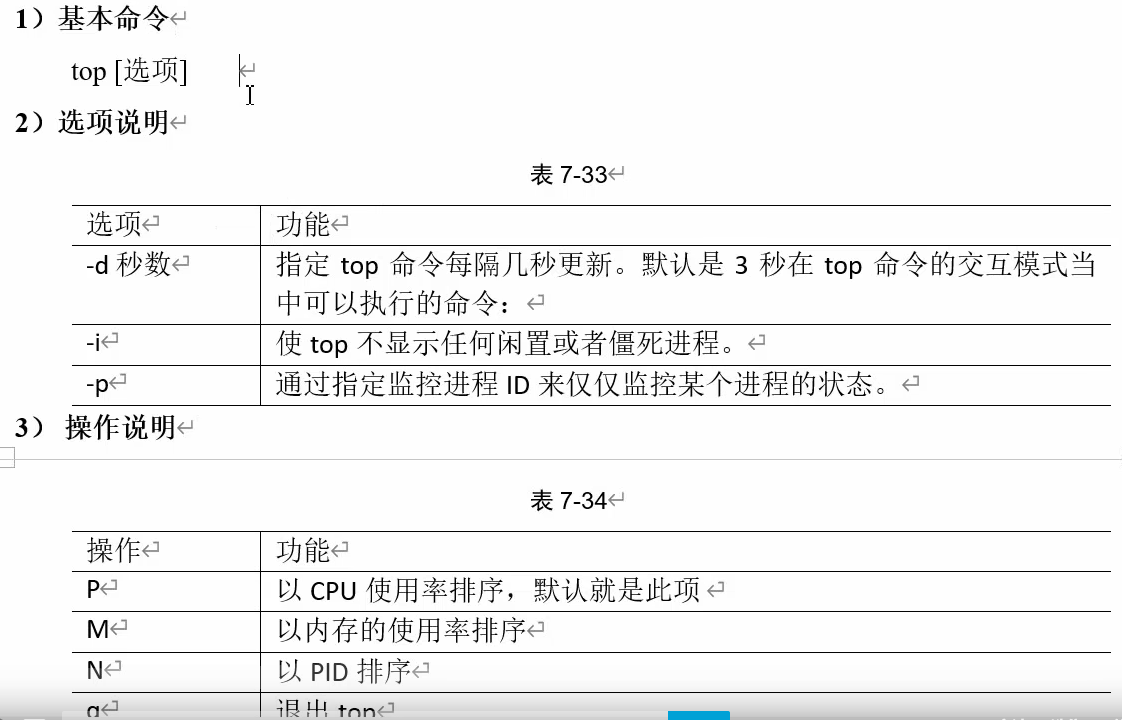 1）基本命令
top [选项]
2）选项说明
表 7-33
选项 功能
-d 秒数 指定 top 命令每隔几秒更新。默认是 3 秒在 top 命令的交互模式当
中可以执行的命令：
-i 使 top 不显示任何闲置或者僵死进程。
-p 通过指定监控进程 ID 来仅仅监控某个进程的状态。
3） 操作说明
表 7-34
操作 功能
P 以 CPU 使用率排序，默认就是此项
M 以内存的使用率排序
N 以 PID 排序
q 退出 top